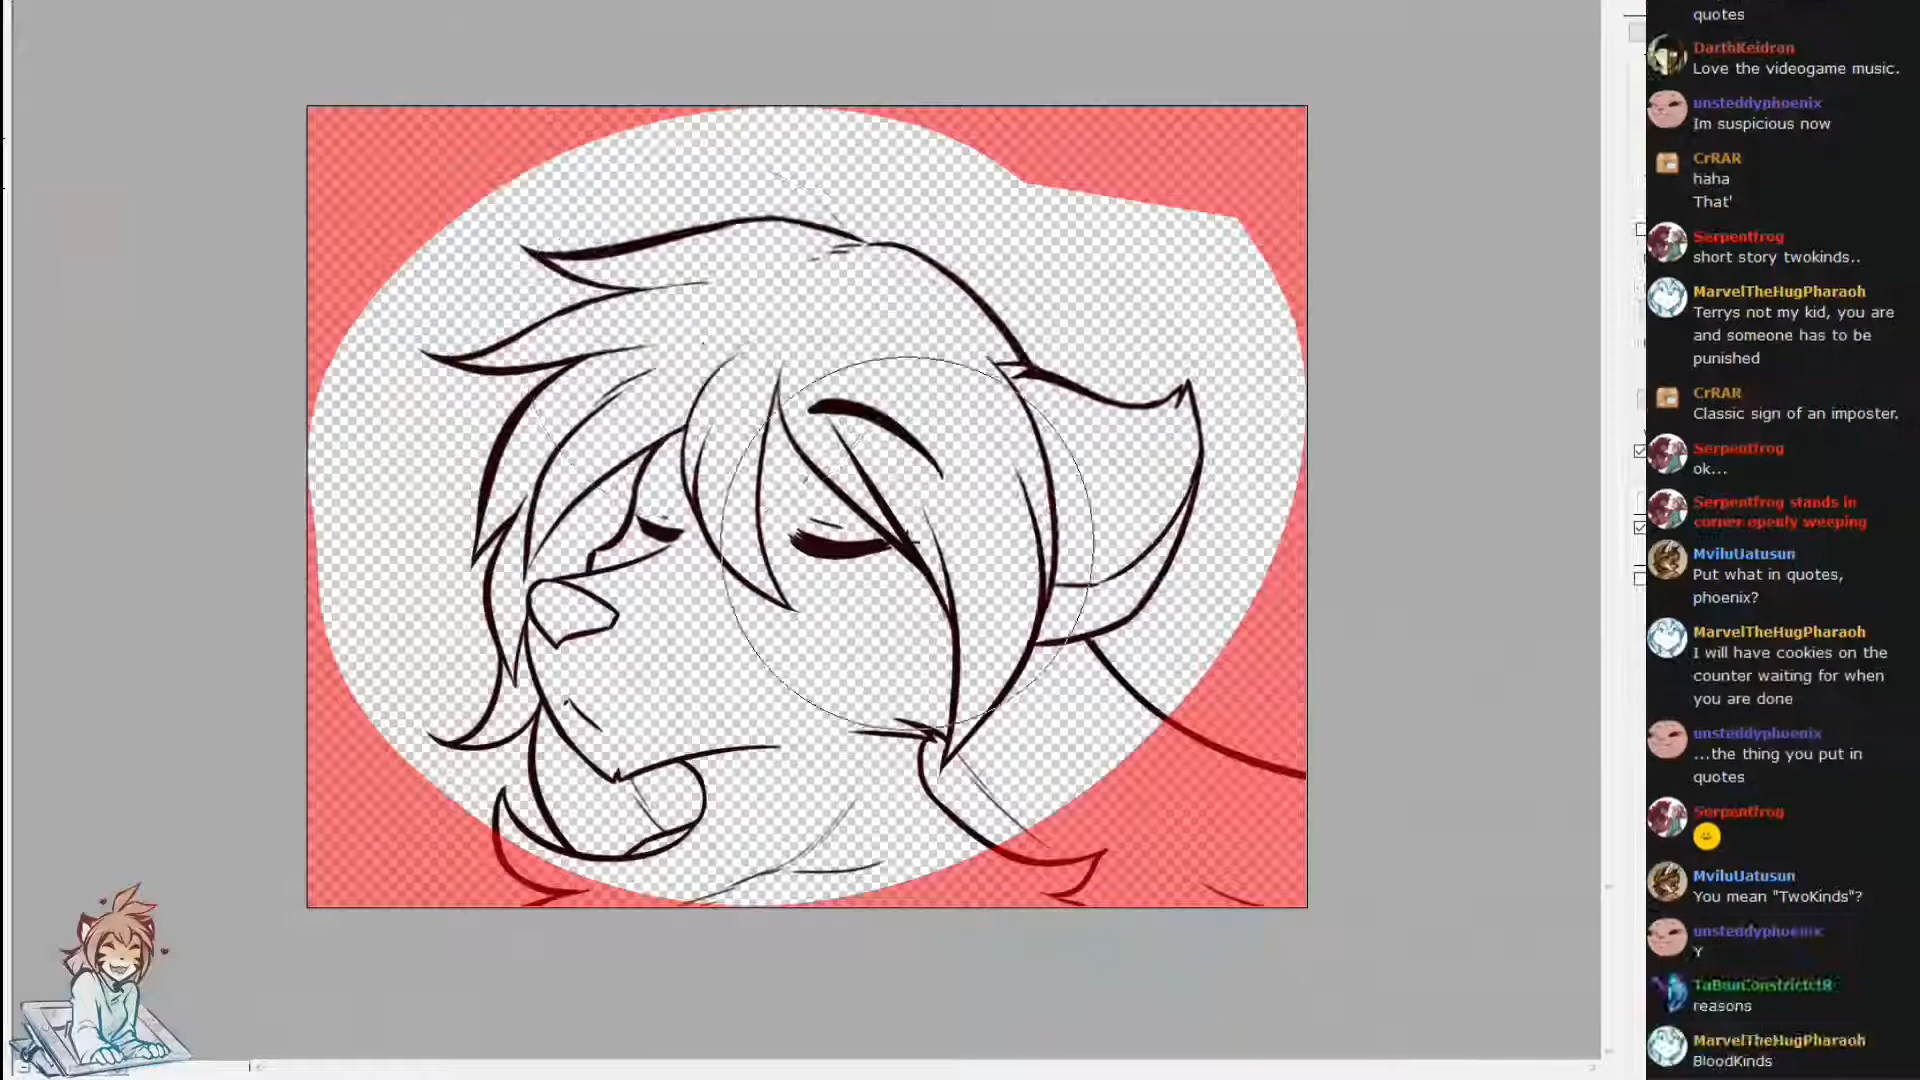 quotes
DarthKeidran
Love the videogame music.
unsteddyphoenix
Im suspicious now
CrRAR
haha
That'
Serpentfrog
short story twokinds..
MarvelTheHugPharaoh
Terrys not my kid, you are
and someone has to be
punished
CrRAR
Classic sign of an imposter.
Serpentfrog
ok...
Serpentfrog stands in
corner openly weeping
MviluUatusun
Put what in quotes,
phoenix?
MarvelTheHugPharaoh
I will have cookies on the
counter waiting for when
you are done
unsteddyphoenix
...the thing you put in
quotes
Serpentfrog
MviluUatusun
You mean "TwoKinds"?
unsteddyphoenix
Y
reasons
MarvelTheHugPharaoh
BloodKinds